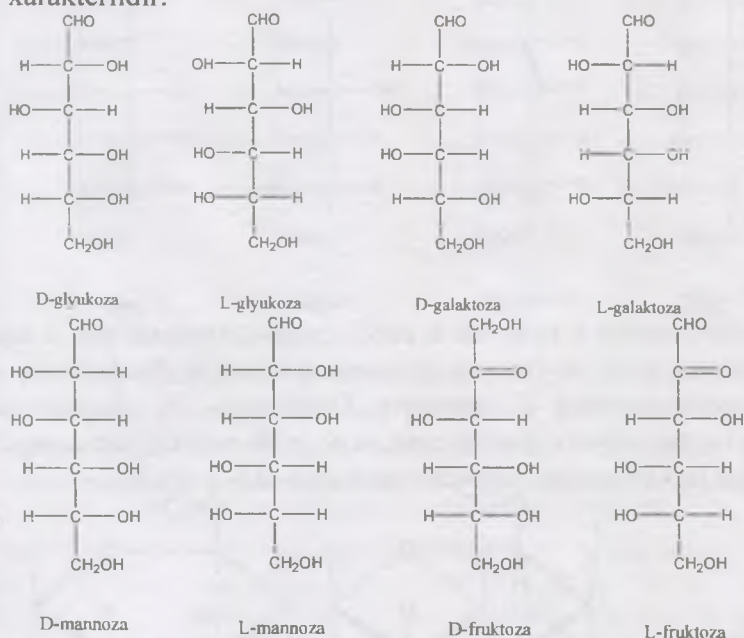 xarakterlidir.
CHO CHO CHO CHO
H C OH OH C H H C OH HO C H
HO C H H C OH HO C H H C OH
H C OH HO C H HO C H H C OH
H C OH HO C H H C OH HO C H
CH₂OH CH₂OH CH₂OH CH₂OH
D-glyukoza L-glyukoza D-galaktoza L-galaktoza
CHO CHO CH₂OH CHO
HO C H H C OH C O C O
HO C H H C OH HO C H H C OH
H C OH HO C H H C OH HO C H
H C OH HO C H H C OH HO C H
CH₂OH CH₂OH CH₂OH CH₂OH
D-mannoza L-mannoza D-fruktoza L-fruktoza